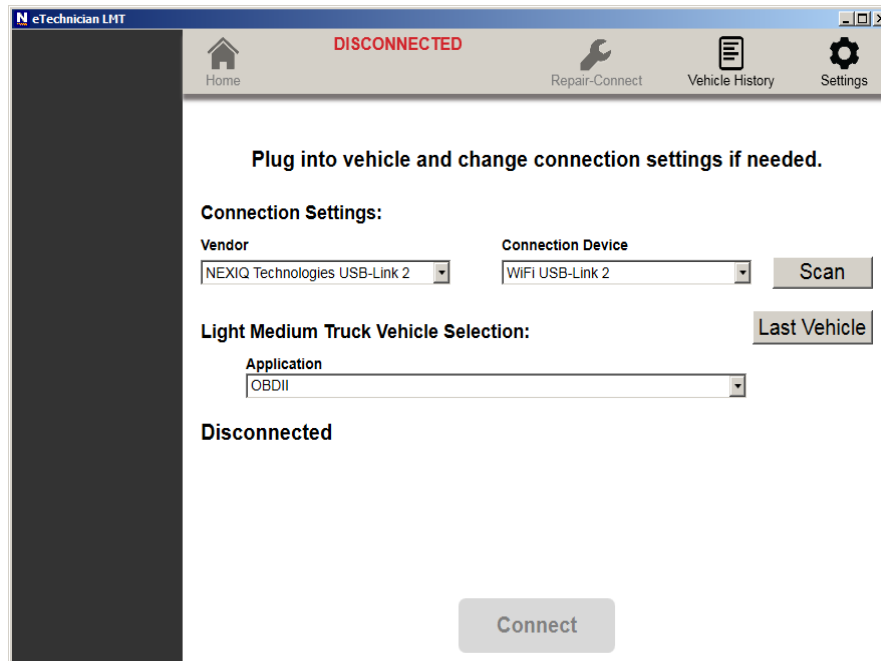 N eTechnician LMT
DISCONNECTED
Home
Repair-Connect
Vehicle History
Settings
Plug into vehicle and change connection settings if needed.
Connection Settings:
Vendor
Connection Device
NEXIQ Technologies USB-Link 2
WiFi USB-Link 2
Scan
Light Medium Truck Vehicle Selection:
Last Vehicle
Application
OBDII
Disconnected
Connect